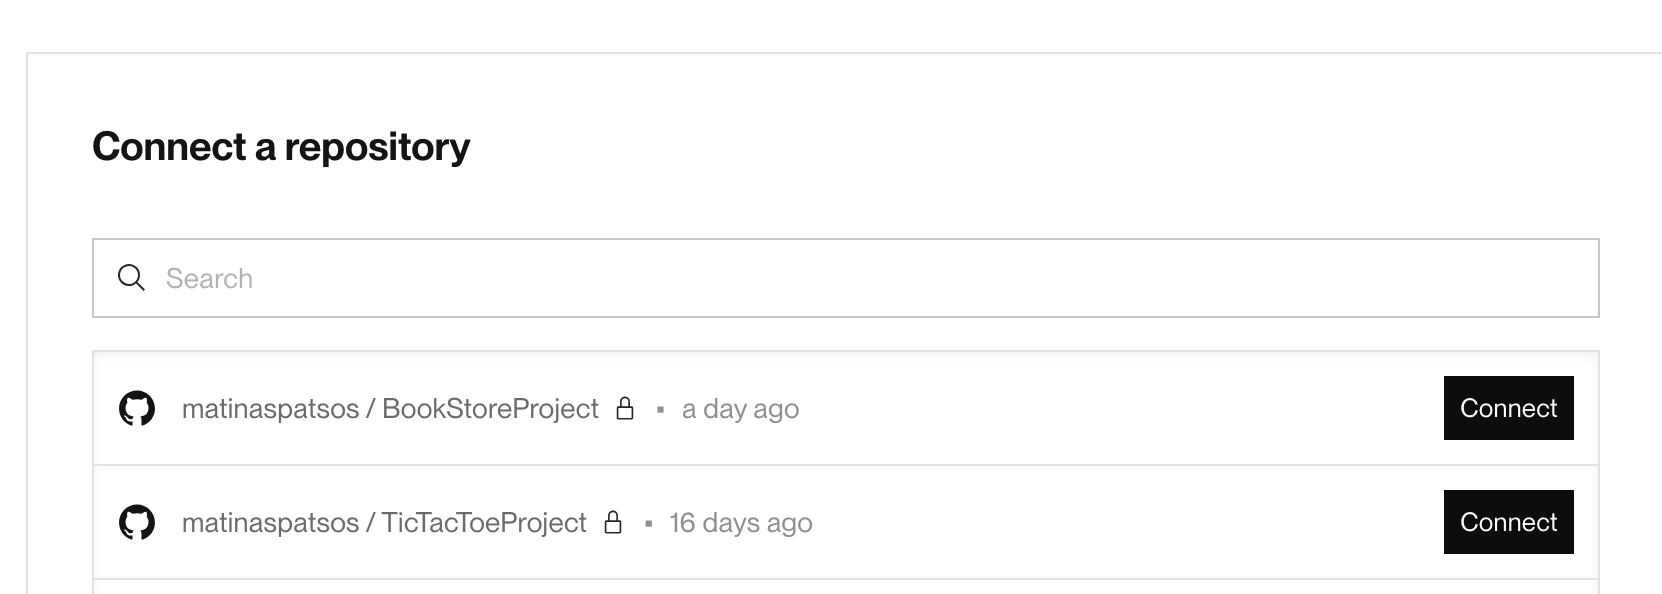 Connect a repository
Search
matinaspatsos / BookStoreProject ▪ a day ago Connect
matinaspatsos / TicTacToeProject ▪ 16 days ago Connect